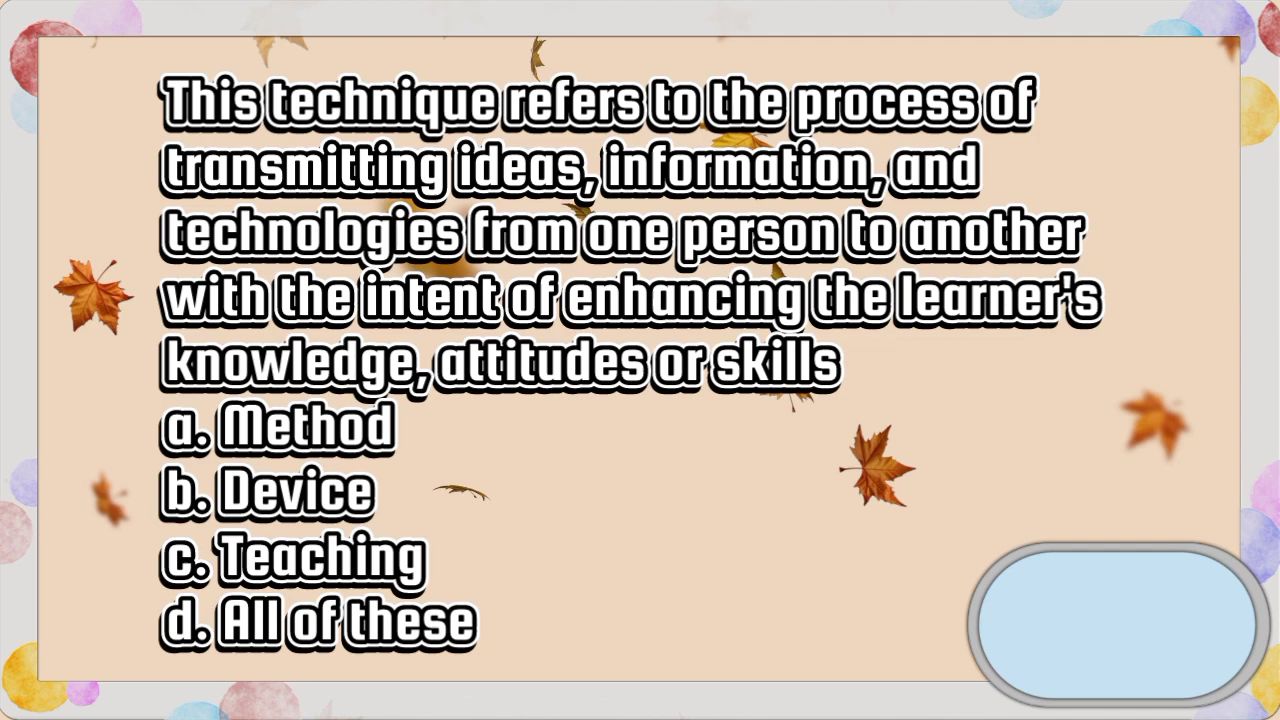 This technique refers to the process of
transmitting ideas, information, and
technologies from one person to another
with the intent of enhancing the learner's
knowledge, attitudes or skills
a. Method
b. Device
c. Teaching
d. All of these